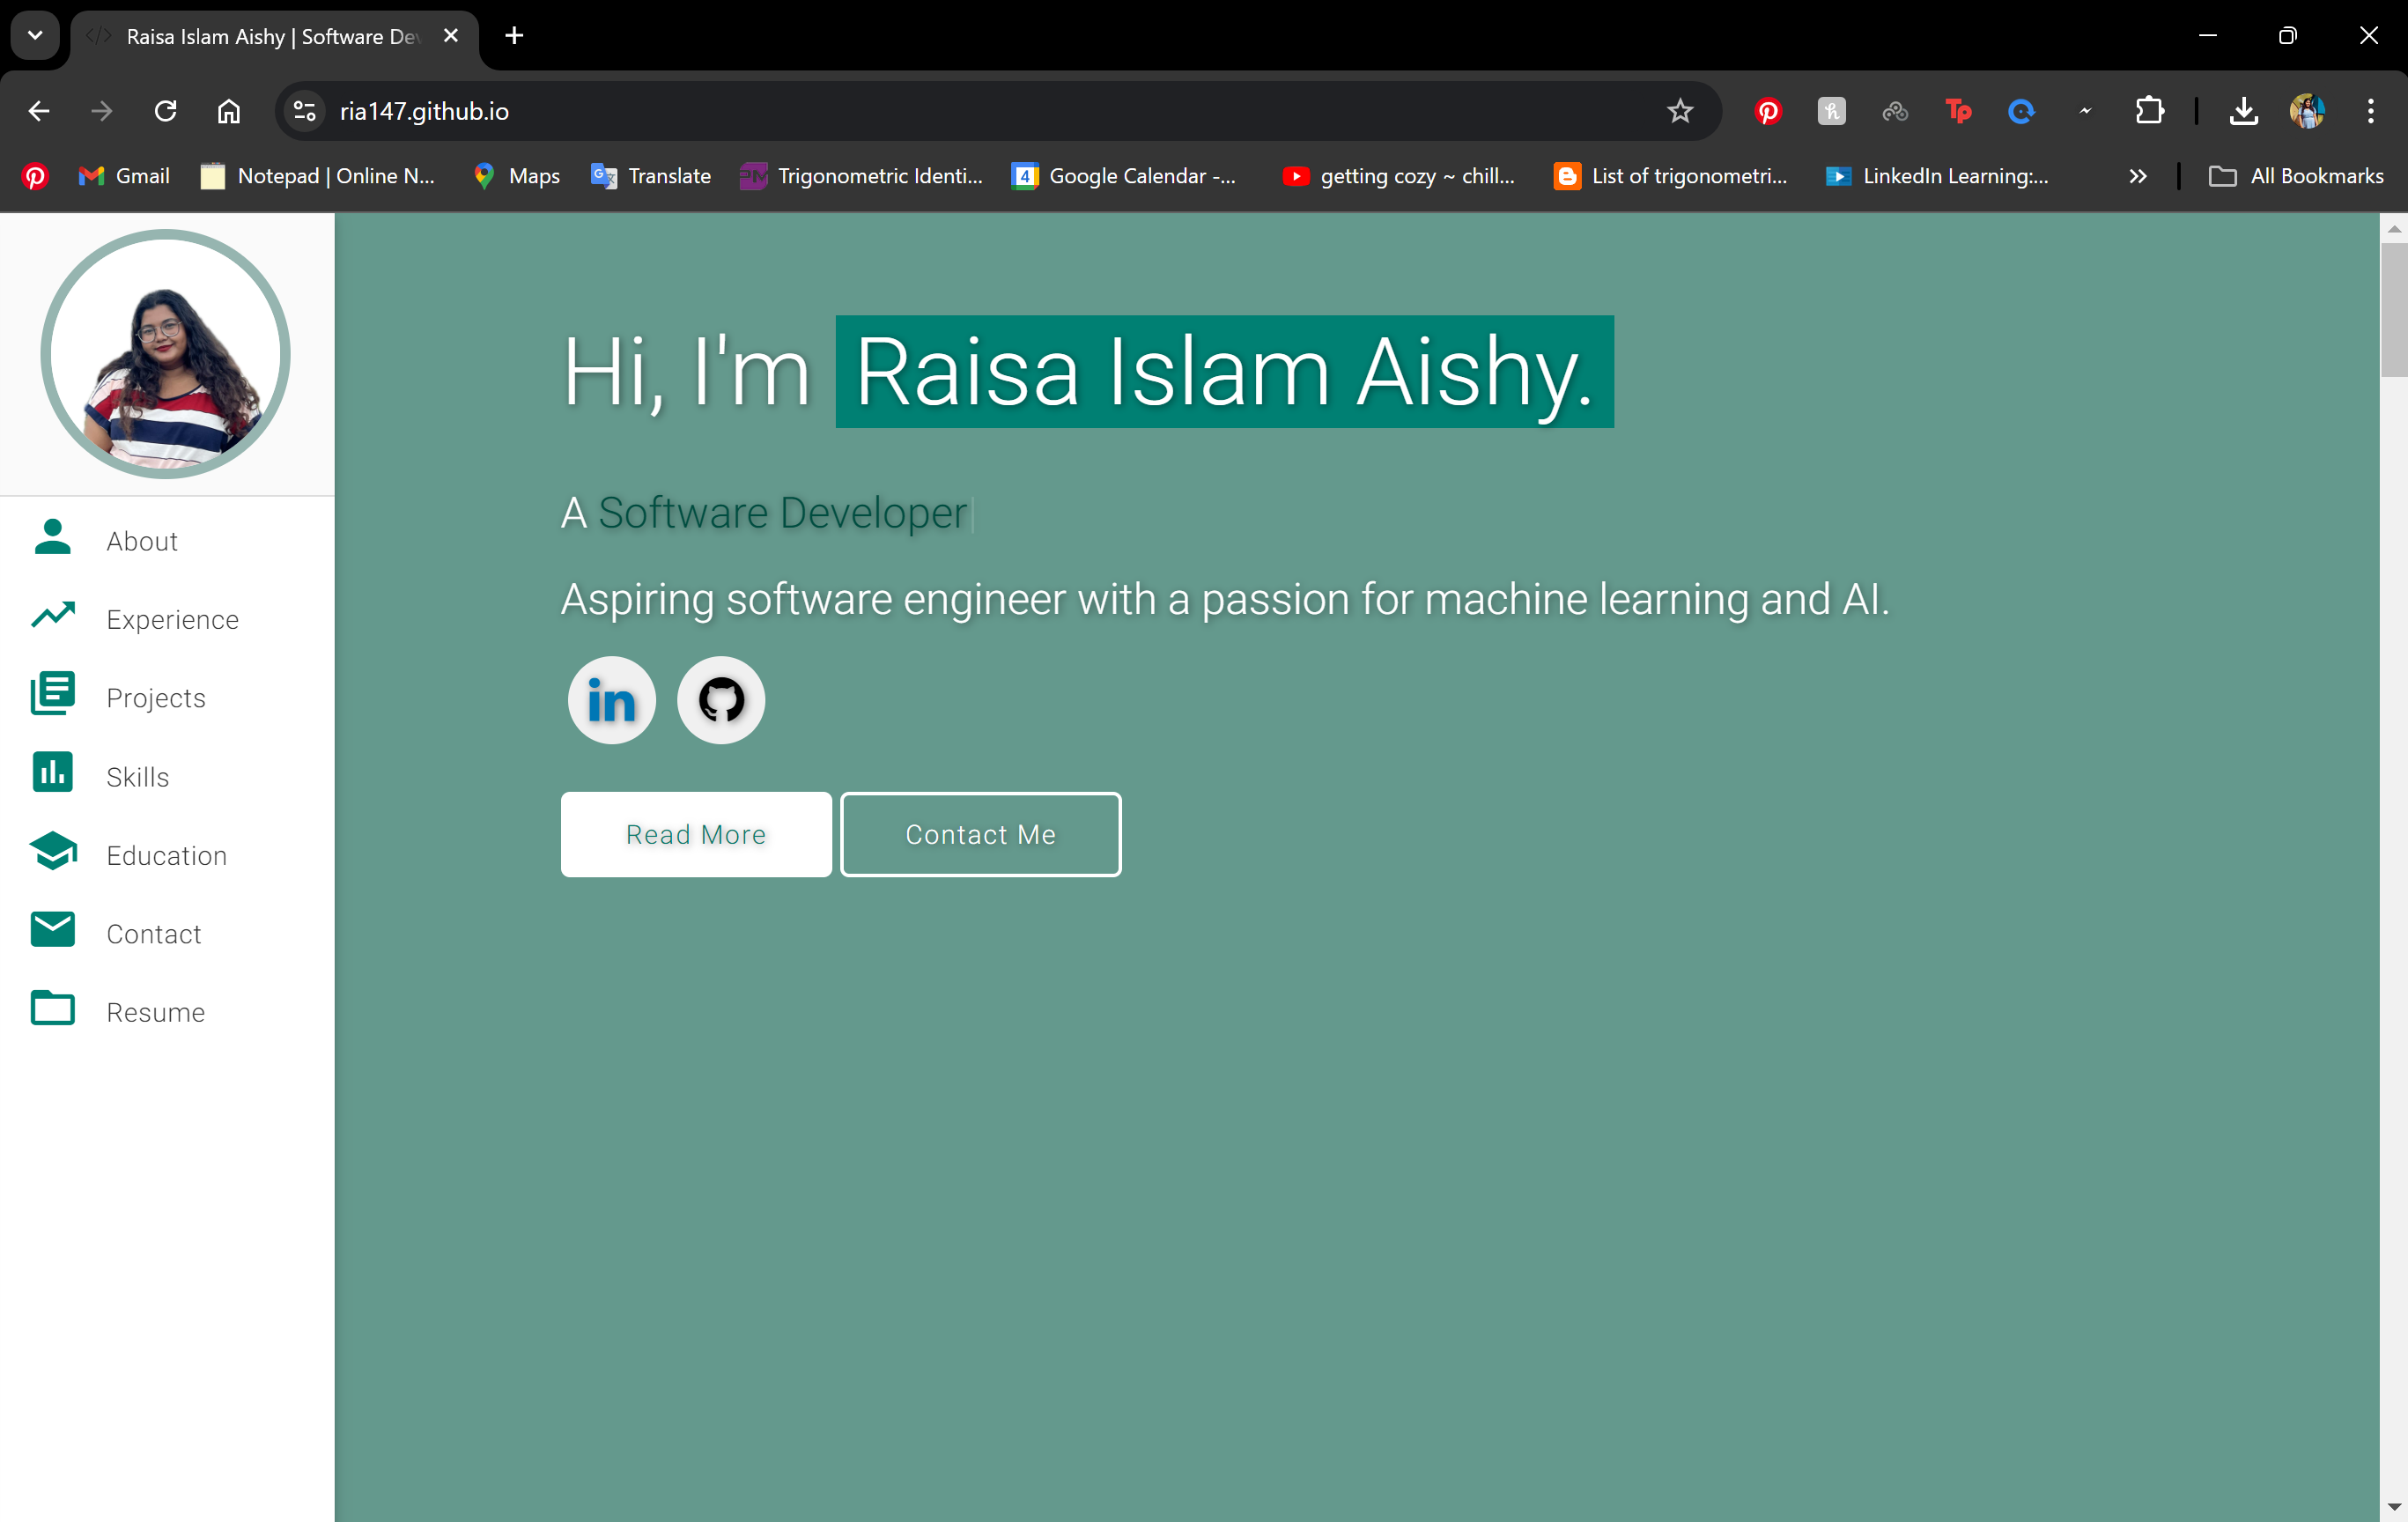 Raisa Islam Aishy | Software De
ria147.github.io
Tp
Gmail
Notepad | Online N...
Maps
Translate
Trigonometric Identi...
4
Google Calendar -...
getting cozy ~ chill...
List of trigonometri...
LinkedIn Learning:...
All Bookmarks
Hi, I'm Raisa Islam Aishy.
A Software Developer
Aspiring software engineer with a passion for machine learning and AI.
in
Read More
Contact Me
About
Experience
Projects
Skills
Education
Contact
Resume